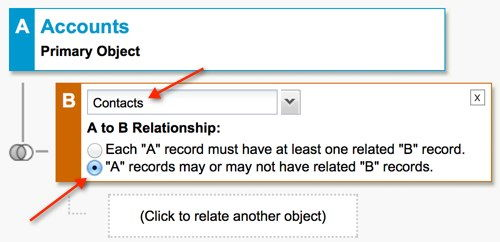 A Accounts
Primary Object
B Contacts x
A to B Relationship:
Each "A" record must have at least one related "B" record.
"A" records may or may not have related "B" records.
(Click to relate another object)